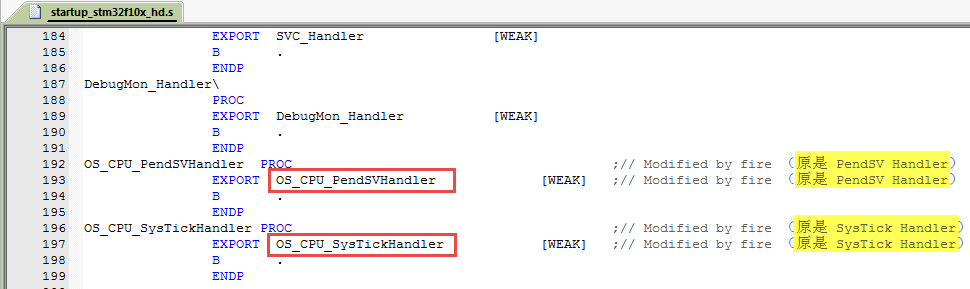 startup_stm32f10x_hd.s
184 EXPORT SVC_Handler [WEAK]
185 B .
186 ENDP
187 DebugMon_Handler\
188 PROC
189 EXPORT DebugMon_Handler [WEAK]
190 B .
191 ENDP
192 OS_CPU_PendSVHandler PROC ;// Modified by fire （原是 PendSV Handler）
193 EXPORT OS_CPU_PendSVHandler [WEAK] ;// Modified by fire （原是 PendSV Handler）
194 B .
195 ENDP
196 OS_CPU_SysTickHandler PROC ;// Modified by fire （原是 SysTick Handler）
197 EXPORT OS_CPU_SysTickHandler [WEAK] ;// Modified by fire （原是 SysTick Handler）
198 B .
199 ENDP